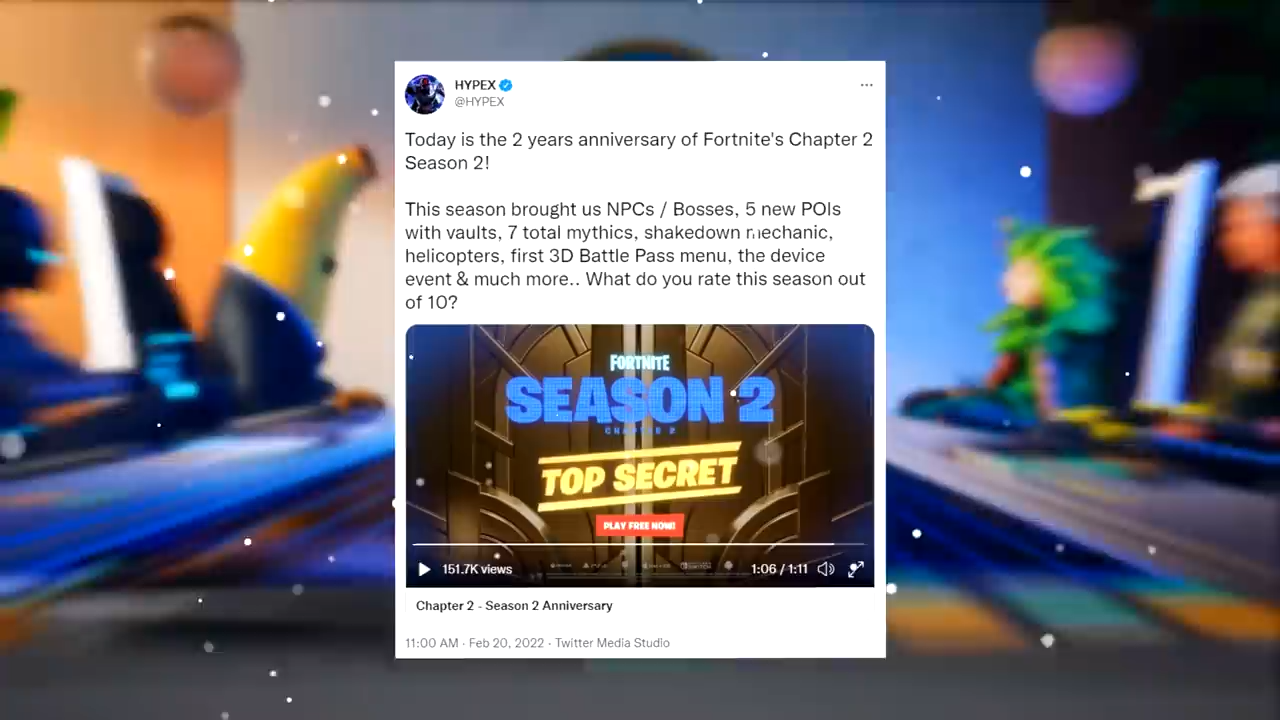 HYPEX
@HYPEX
Today is the 2 years anniversary of Fortnite's Chapter 2
Season 2!
This season brought us NPCs / Bosses, 5 new POIs
with vaults, 7 total mythics, shakedown mechanic,
helicopters, first 3D Battle Pass menu, the device
event & much more.. What do you rate this season out
of 10?
FORTNITE
SEASON 2
CHAPTER 2
TOP SECRET
PLAY FREE NOW!
151.7K views
1:06 / 1:11
Chapter 2 - Season 2 Anniversary
11:00 AM · Feb 20, 2022 · Twitter Media Studio